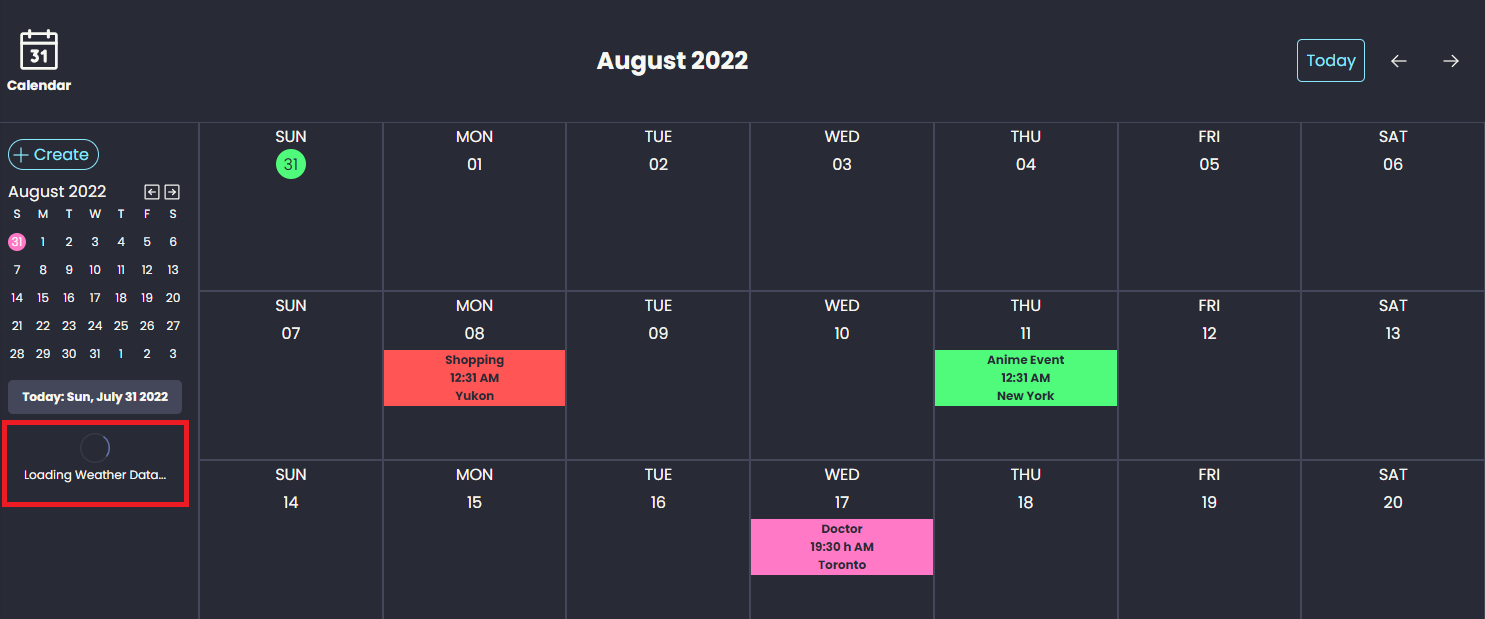 31
Calendar
August 2022
Today
+ Create
August 2022
S M T W T F S
31 1 2 3 4 5 6
7 8 9 10 11 12 13
14 15 16 17 18 19 20
21 22 23 24 25 26 27
28 29 30 31 1 2 3
Today: Sun, July 31 2022
Loading Weather Data...
SUN MON TUE WED THU FRI SAT
31 01 02 03 04 05 06
SUN MON TUE WED THU FRI SAT
07 08 09 10 11 12 13
Shopping
12:31 AM
Yukon
Anime Event
12:31 AM
New York
SUN MON TUE WED THU FRI SAT
14 15 16 17 18 19 20
Doctor
19:30 h AM
Toronto